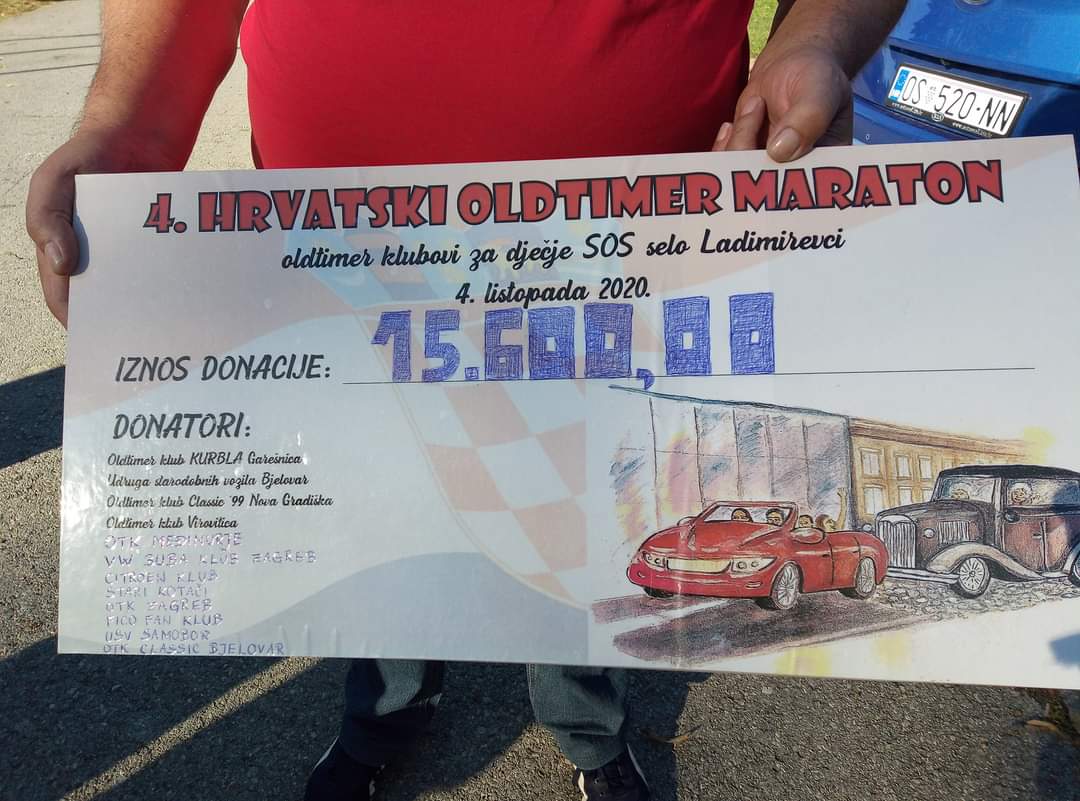 OS 520-NN
4. HRVATSKI OLDTIMER MARATON
oldtimer klubovi za dječje SOS selo Ladimirevci
4. listopada 2020.
IZNOS DONACIJE: 15.600,00
DONATORI:
Oldtimer klub KURBLA Garešnica
Udruga starodobnih vozila Bjelovar
Oldtimer klub Classic '99 Nova Gradiška
Oldtimer klub Virovitica
OTK MEĐIMURJE
VW BUBA KLUB ZAGREB
CITROEN KLUB
STARI KOTAČI
OTK ZAGREB
FICO FAN KLUB
USV SAMOBOR
OTK CLASSIC BJELOVAR